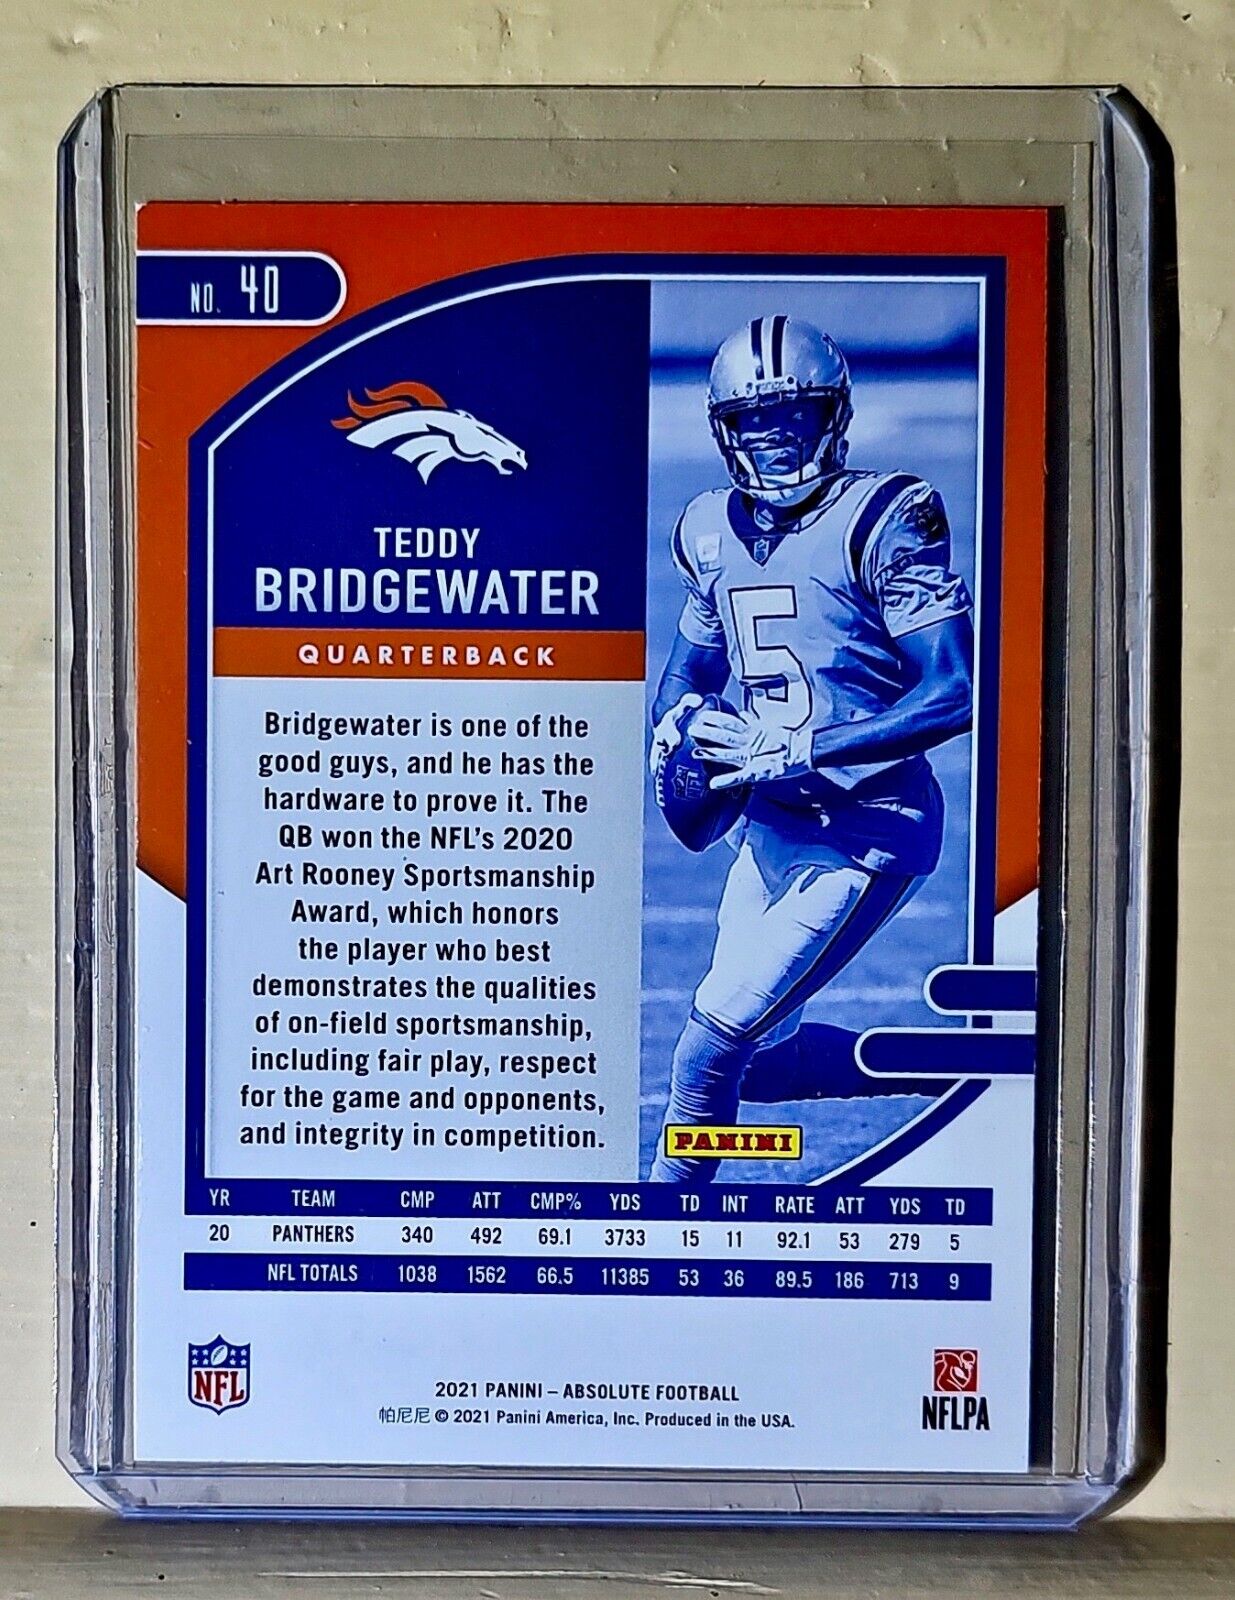 NO. 40
TEDDY
BRIDGEWATER
QUARTERBACK
Bridgewater is one of the
good guys, and he has the
hardware to prove it. The
QB won the NFL's 2020
Art Rooney Sportsmanship
Award, which honors
the player who best
demonstrates the qualities
of on-field sportsmanship,
including fair play, respect
for the game and opponents,
and integrity in competition.
5
PANINI
YR TEAM CMP ATT CMP% YDS TD INT RATE ATT YDS TD
20 PANTHERS 340 492 69.1 3733 15 11 92.1 53 279 5
NFL TOTALS 1038 1562 66.5 11385 53 36 89.5 186 713 9
NFL
2021 PANINI – ABSOLUTE FOOTBALL
帕尼尼 © 2021 Panini America, Inc. Produced in the USA.
NFLPA